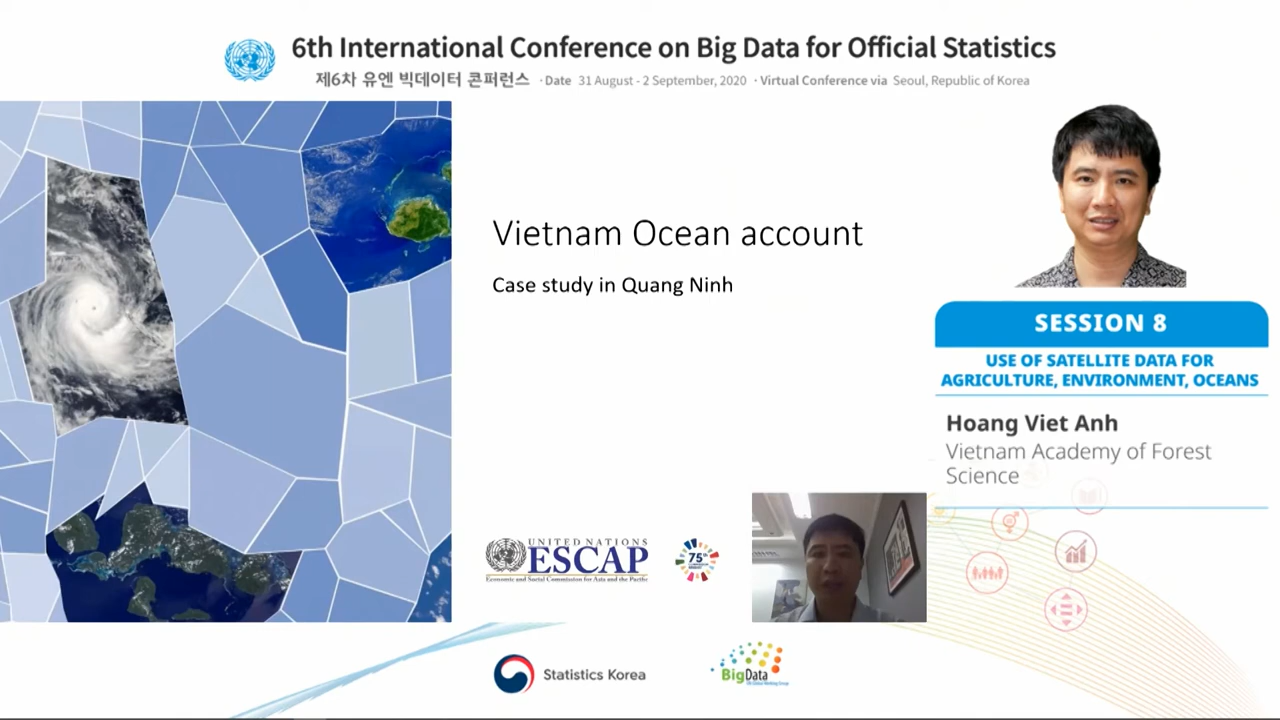 6th International Conference on Big Data for Official Statistics
제6차 유엔 빅데이터 콘퍼런스 · Date 31 August - 2 September, 2020 · Virtual Conference via Seoul, Republic of Korea
Vietnam Ocean account
Case study in Quang Ninh
SESSION 8
USE OF SATELLITE DATA FOR
AGRICULTURE, ENVIRONMENT, OCEANS
Hoang Viet Anh
Vietnam Academy of Forest
Science
UNITED NATIONS
ESCAP
Economic and Social Commission for Asia and the Pacific
75th
Statistics Korea
BigData